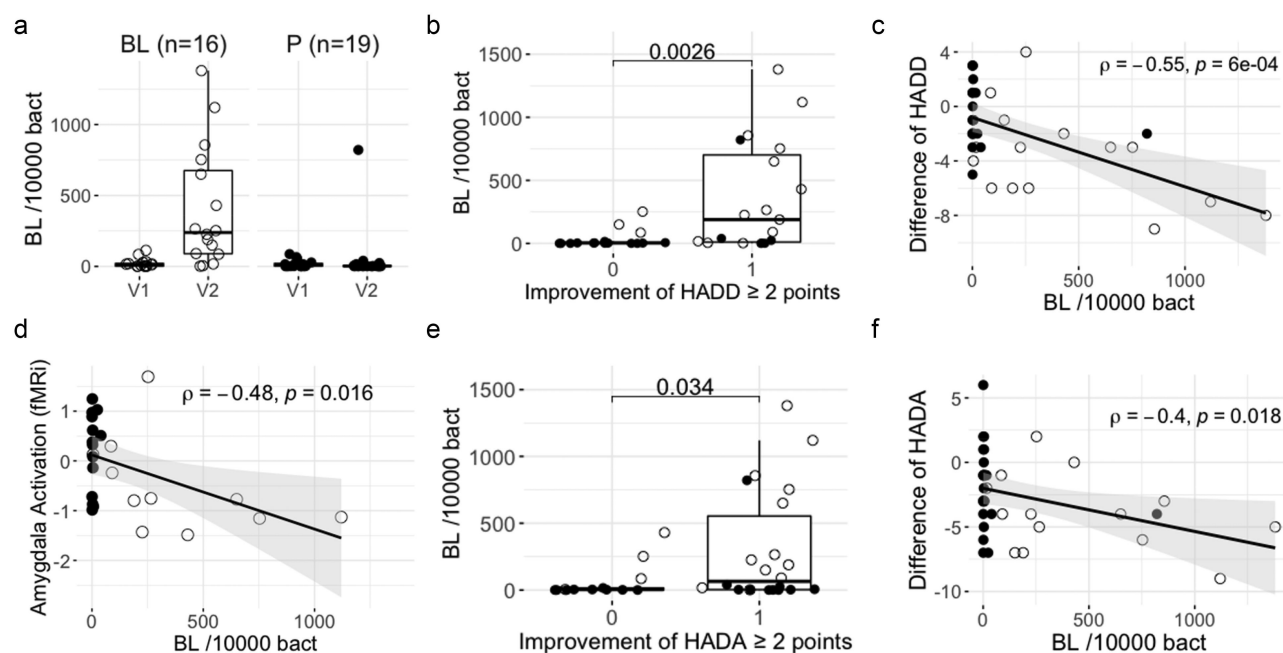 a
BL (n=16)
P (n=19)
BL /10000 bact
1000
500
0
V1
V2
V1
V2
b
BL /10000 bact
1500
1000
500
0
0.0026
0
1
Improvement of HADD ≥ 2 points
c
Difference of HADD
4
0
-4
-8
ρ = −0.55, p = 6e-04
0
500
1000
BL /10000 bact
d
Amygdala Activation (fMRi)
1
0
-1
-2
ρ = −0.48, p = 0.016
0
500
1000
BL /10000 bact
e
BL /10000 bact
1500
1000
500
0
0.034
0
1
Improvement of HADA ≥ 2 points
f
Difference of HADA
5
0
-5
-10
ρ = −0.4, p = 0.018
0
500
1000
BL /10000 bact